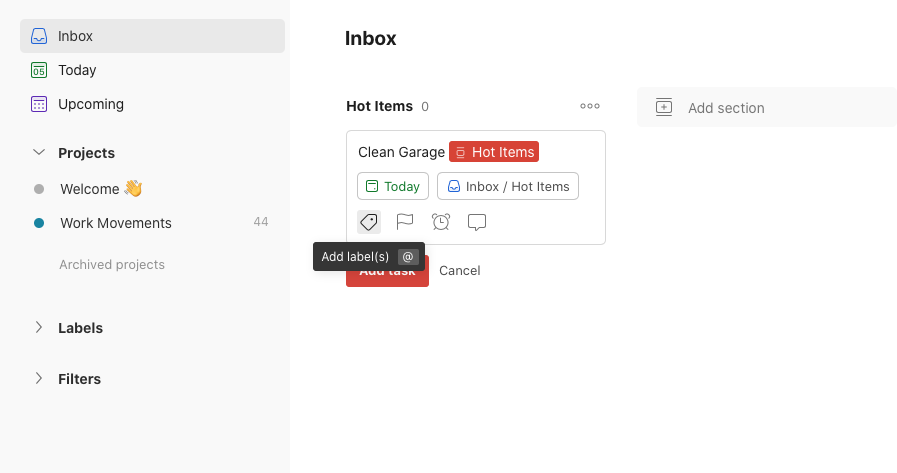 Inbox
05
Today
Upcoming
Projects
Welcome 👋
Work Movements 44
Archived projects
Labels
Filters
Inbox
Hot Items 0
Clean Garage Hot Items
Today Inbox / Hot Items
Add label(s) @
Add task Cancel
Add section